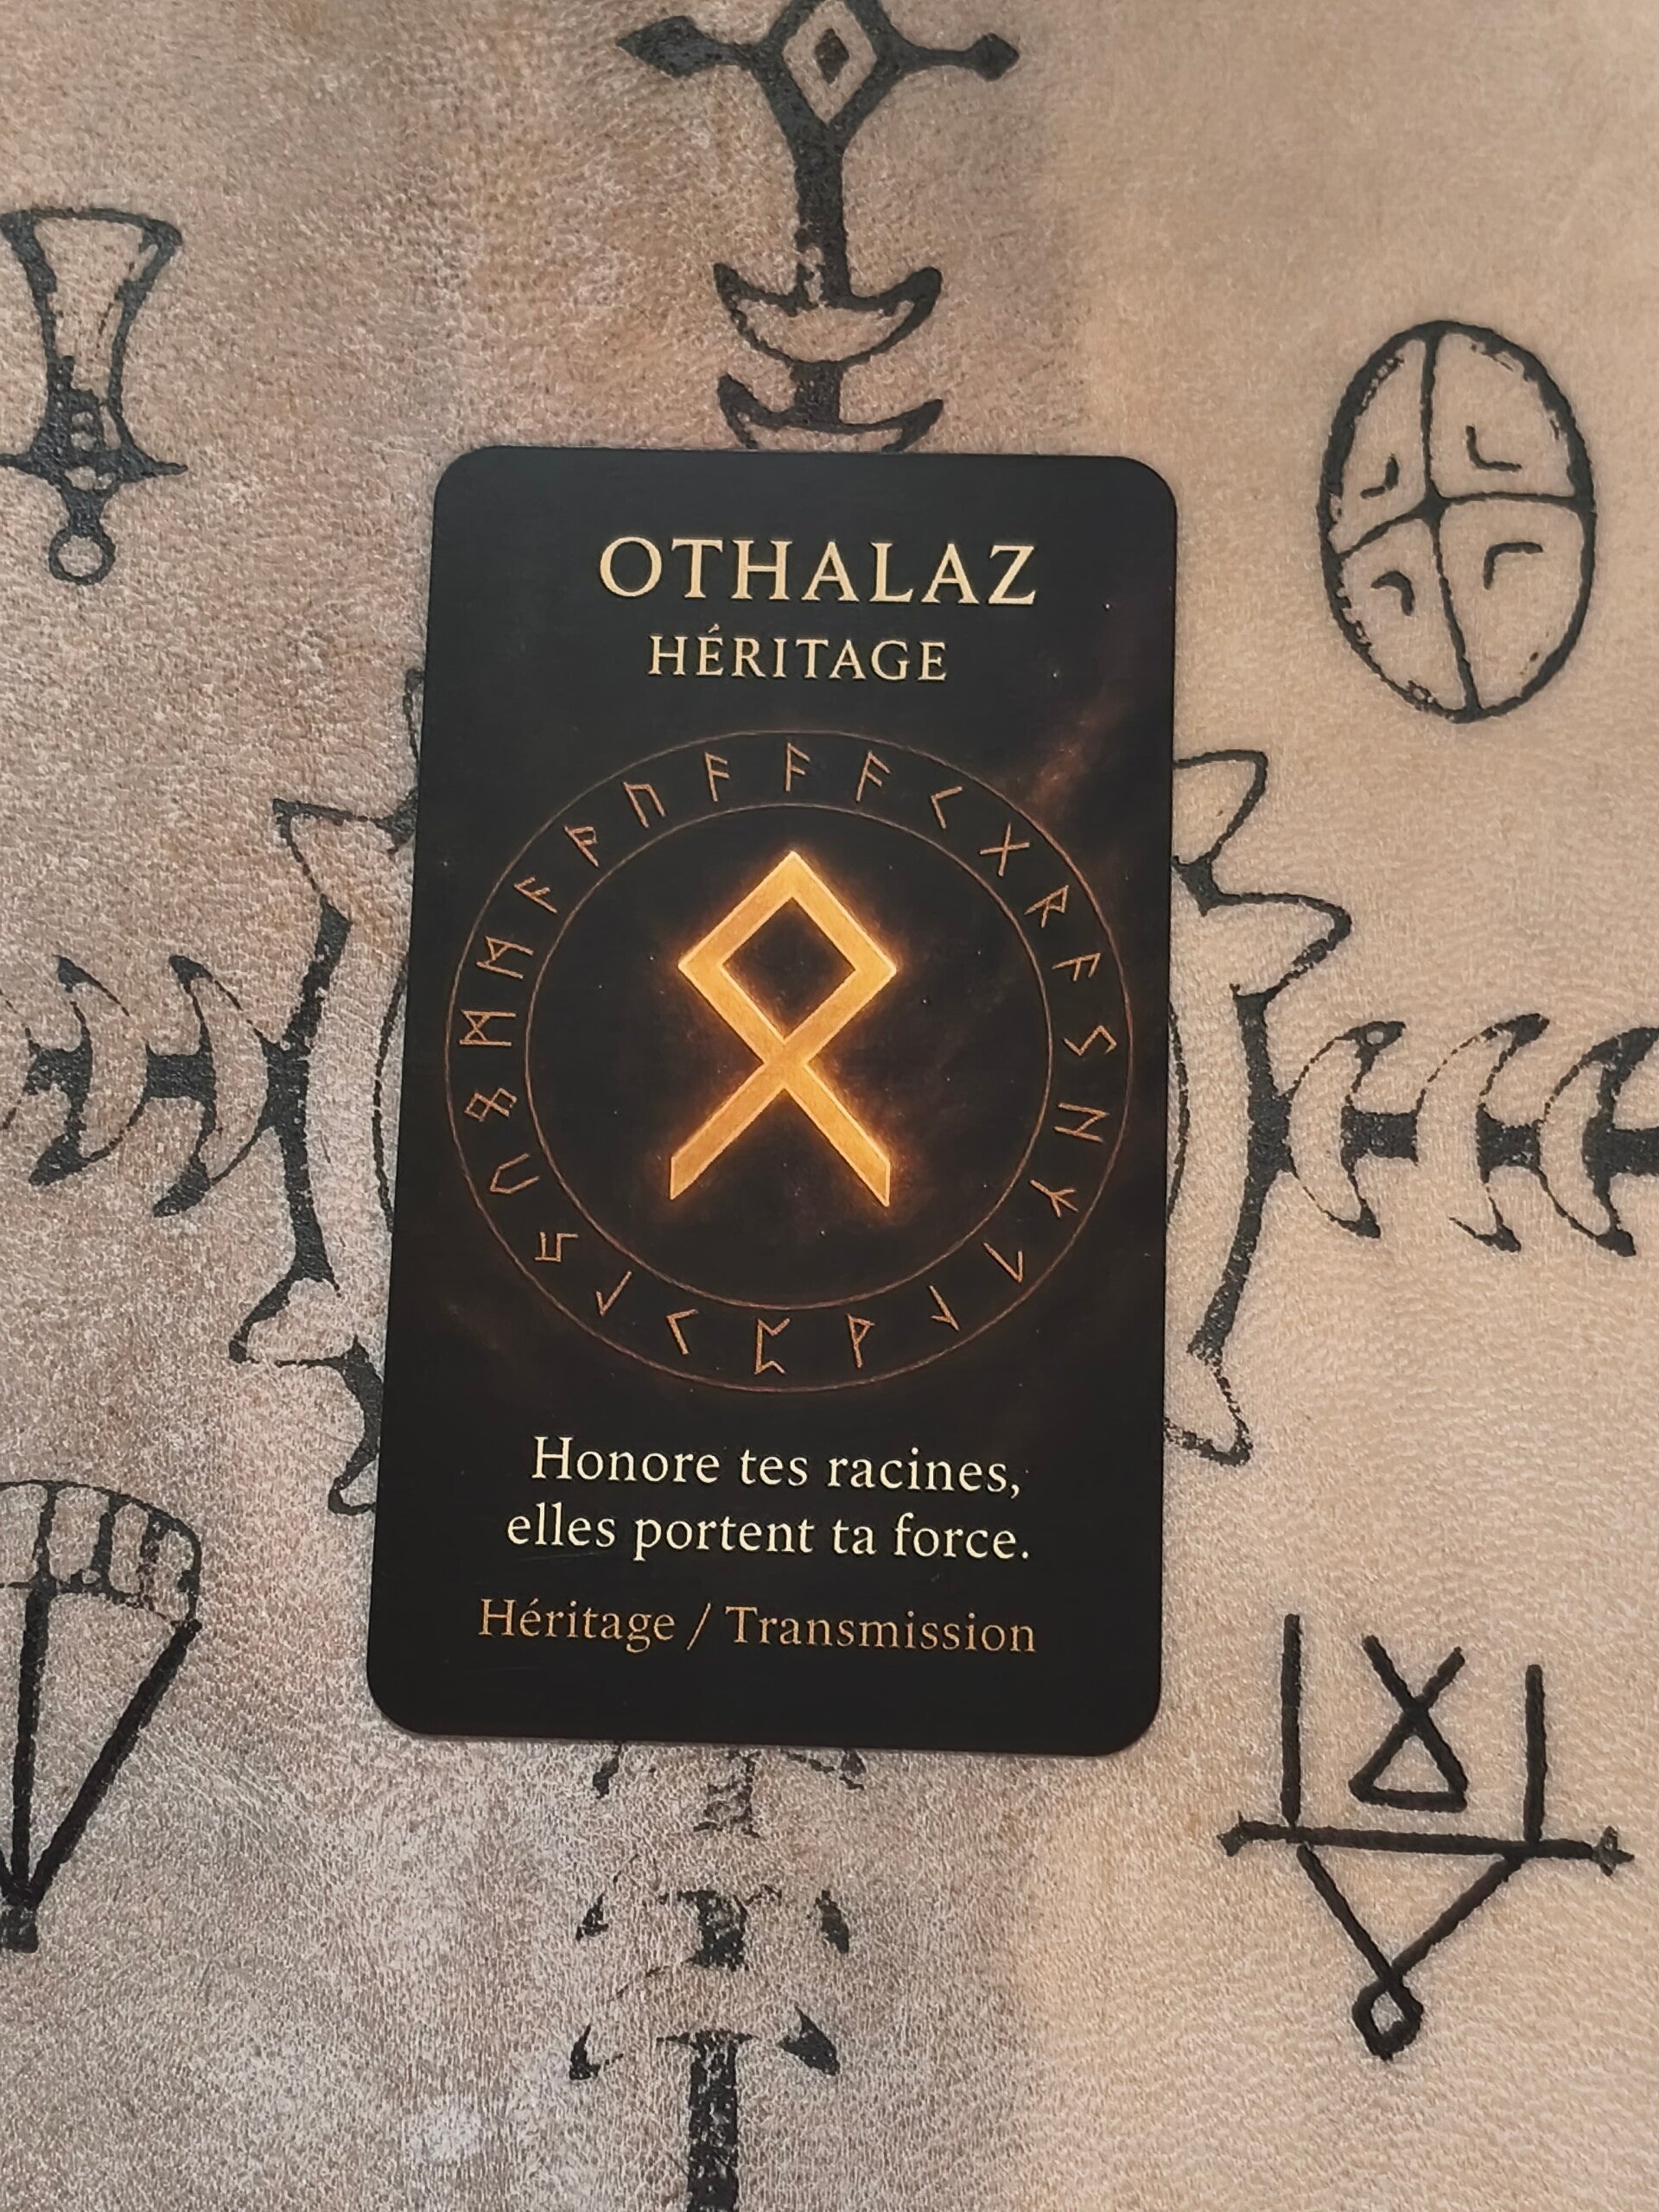 OTHALAZ
HÉRITAGE
Honore tes racines,
elles portent ta force.
Héritage / Transmission